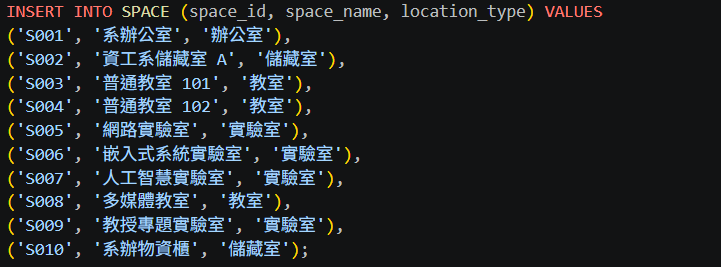 INSERT INTO SPACE (space_id, space_name, location_type) VALUES
('S001', '系辦公室', '辦公室'),
('S002', '資工系儲藏室 A', '儲藏室'),
('S003', '普通教室 101', '教室'),
('S004', '普通教室 102', '教室'),
('S005', '網路實驗室', '實驗室'),
('S006', '嵌入式系統實驗室', '實驗室'),
('S007', '人工智慧實驗室', '實驗室'),
('S008', '多媒體教室', '教室'),
('S009', '教授專題實驗室', '實驗室'),
('S010', '系辦物資櫃', '儲藏室');